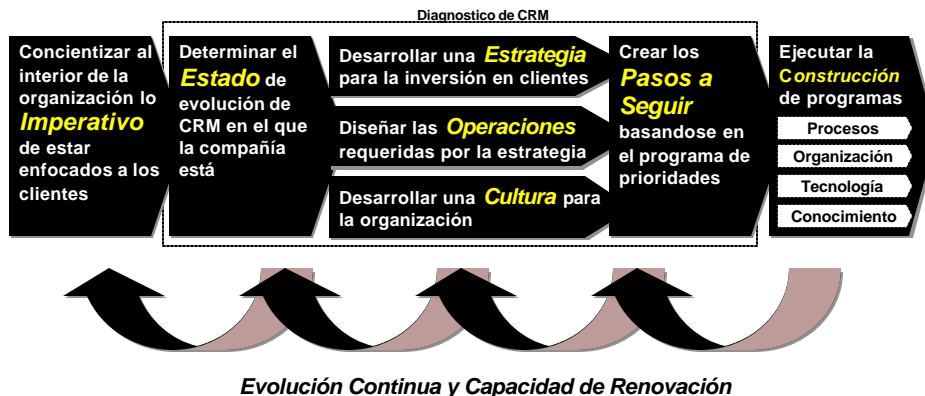 Diagnostico de CRM
Concientizar al
interior de la
organización lo
Imperativo
de estar
enfocados a los
clientes
Determinar el
Estado de
evolución de
CRM en el que
la compañía
está
Desarrollar una Estrategia
para la inversión en clientes
Diseñar las Operaciones
requeridas por la estrategia
Desarrollar una Cultura para
la organización
Crear los
Pasos a
Seguir
basandose en
el programa de
prioridades
Ejecutar la
Construcción
de programas
Procesos
Organización
Tecnología
Conocimiento
Evolución Continua y Capacidad de Renovación